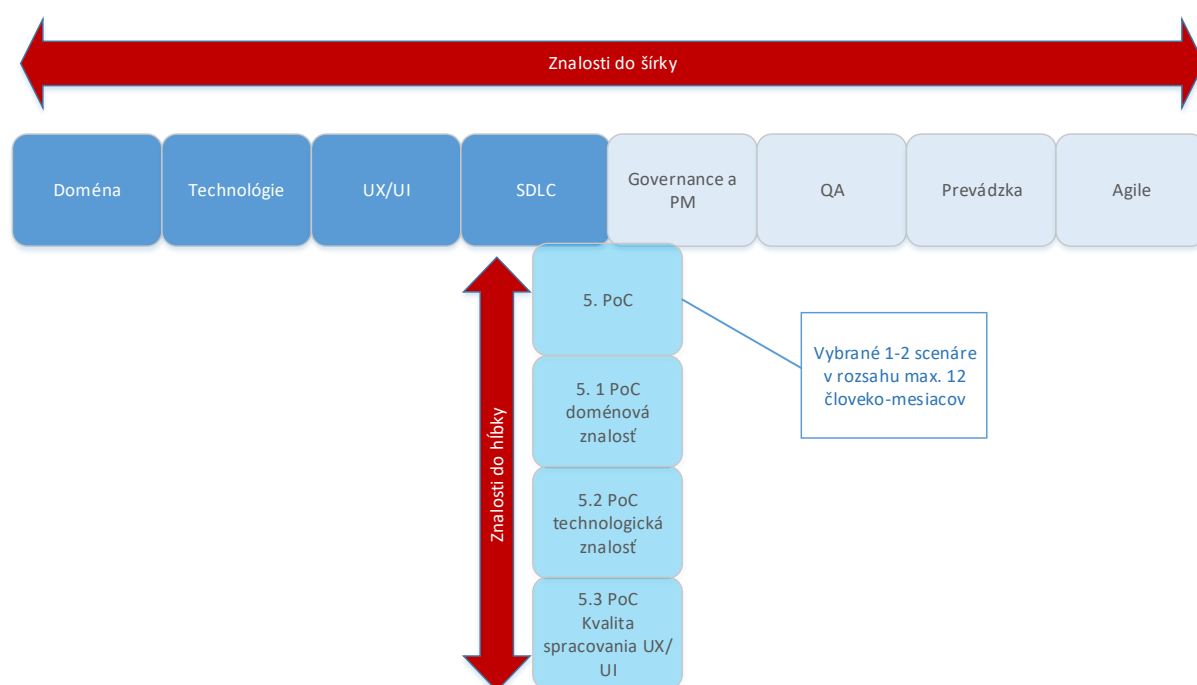 Znalosti do šírky
Doména
Technológie
UX/UI
SDLC
Governance a
PM
QA
Prevádzka
Agile
Znalosti do hĺbky
5. PoC
5. 1 PoC
doménová
znalosť
5.2 PoC
technologická
znalosť
5.3 PoC
Kvalita
spracovania UX/
UI
Vybrané 1-2 scenáre
v rozsahu max. 12
človeko-mesiacov